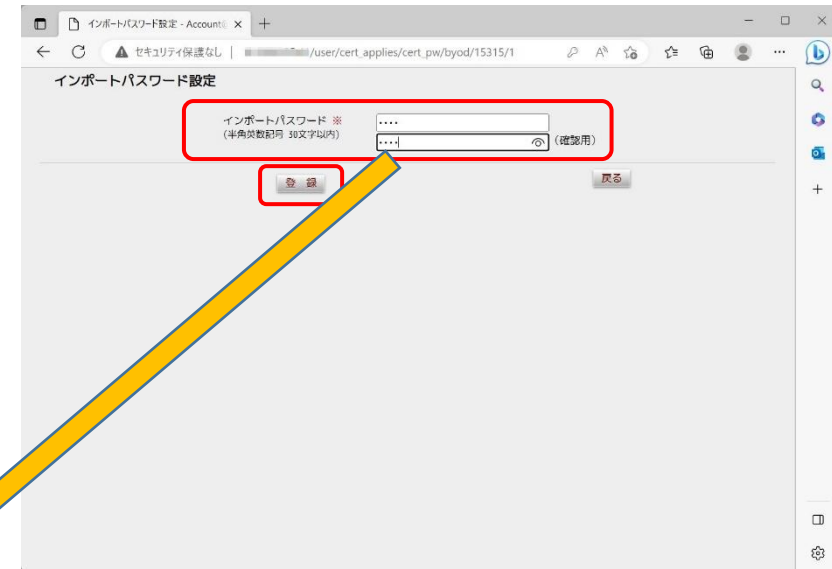 インポートパスワード設定 - Account
セキュリティ保護なし | /user/cert_applies/cert_pw/byod/15315/1
インポートパスワード設定
インポートパスワード ※
(半角英数記号 30文字以内)
(確認用)
登 録
戻る